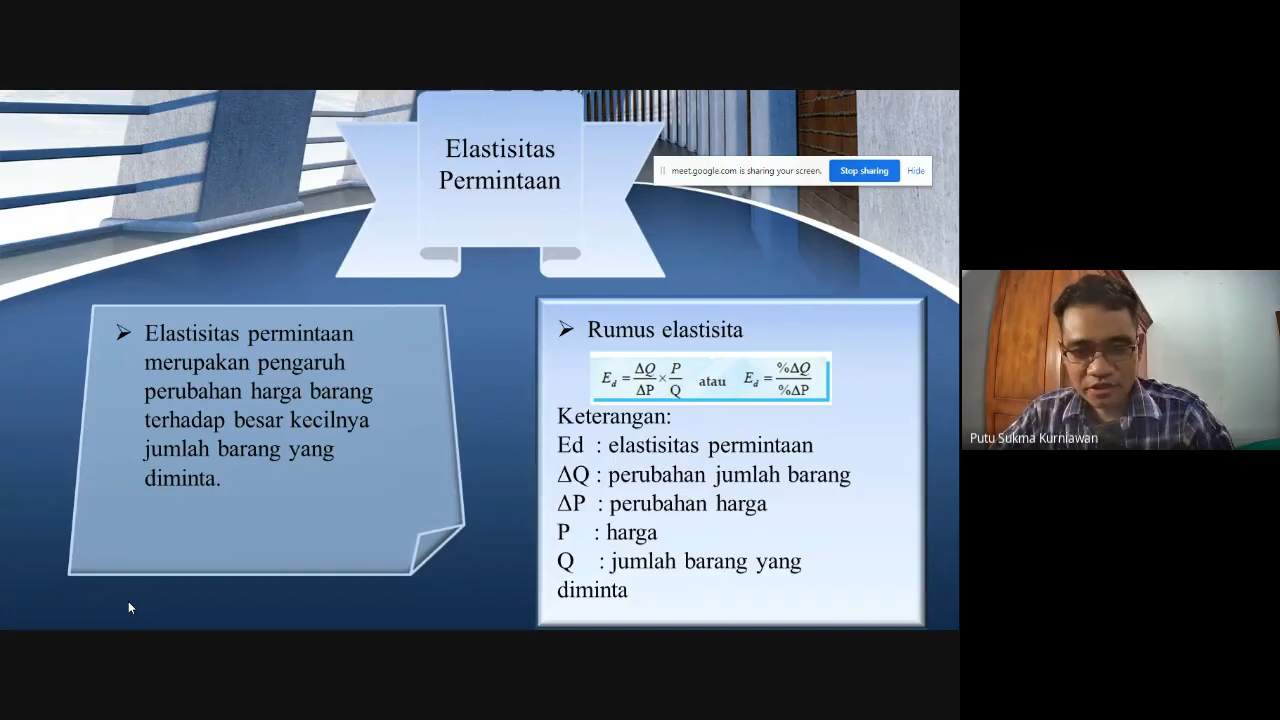 Elastisitas
Permintaan
meet.google.com is sharing your screen.
Stop sharing
Hide
➢ Elastisitas permintaan
merupakan pengaruh
perubahan harga barang
terhadap besar kecilnya
jumlah barang yang
diminta.
➢ Rumus elastisita
E_d = ΔQ/ΔP × P/Q atau E_d = %ΔQ/%ΔP
Keterangan:
Ed : elastisitas permintaan
ΔQ : perubahan jumlah barang
ΔP : perubahan harga
P : harga
Q : jumlah barang yang
diminta
Putu Sukma Kurniawan